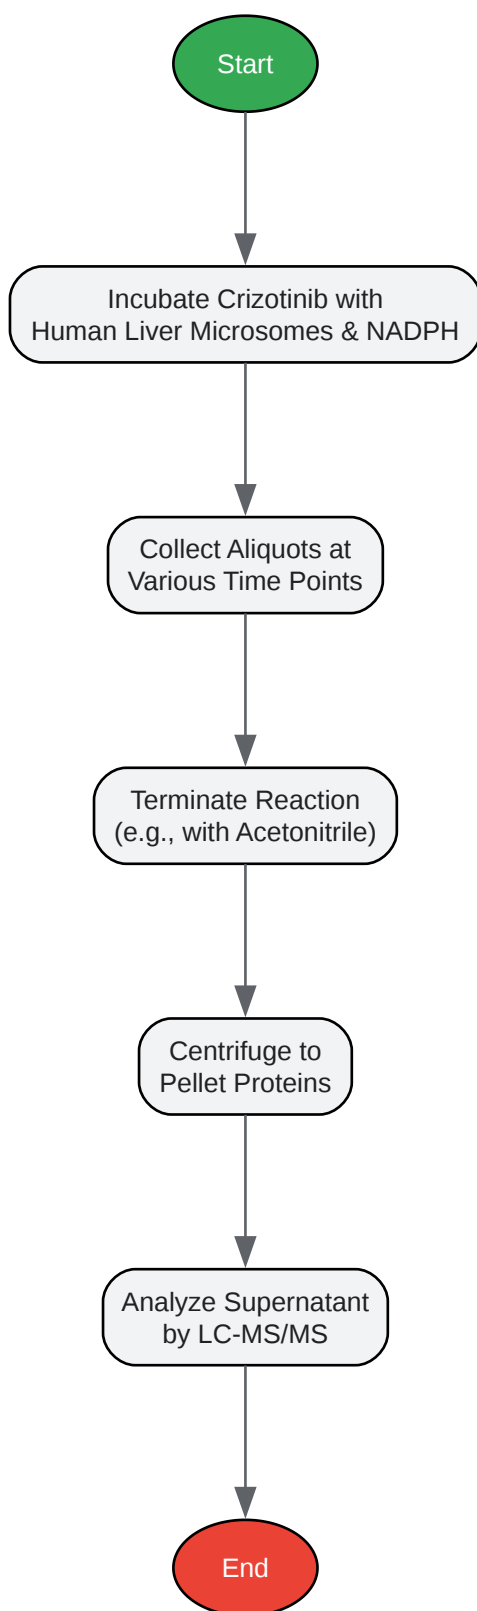 Start
Incubate Crizotinib with
Human Liver Microsomes & NADPH
Collect Aliquots at
Various Time Points
Terminate Reaction
(e.g., with Acetonitrile)
Centrifuge to
Pellet Proteins
Analyze Supernatant
by LC-MS/MS
End